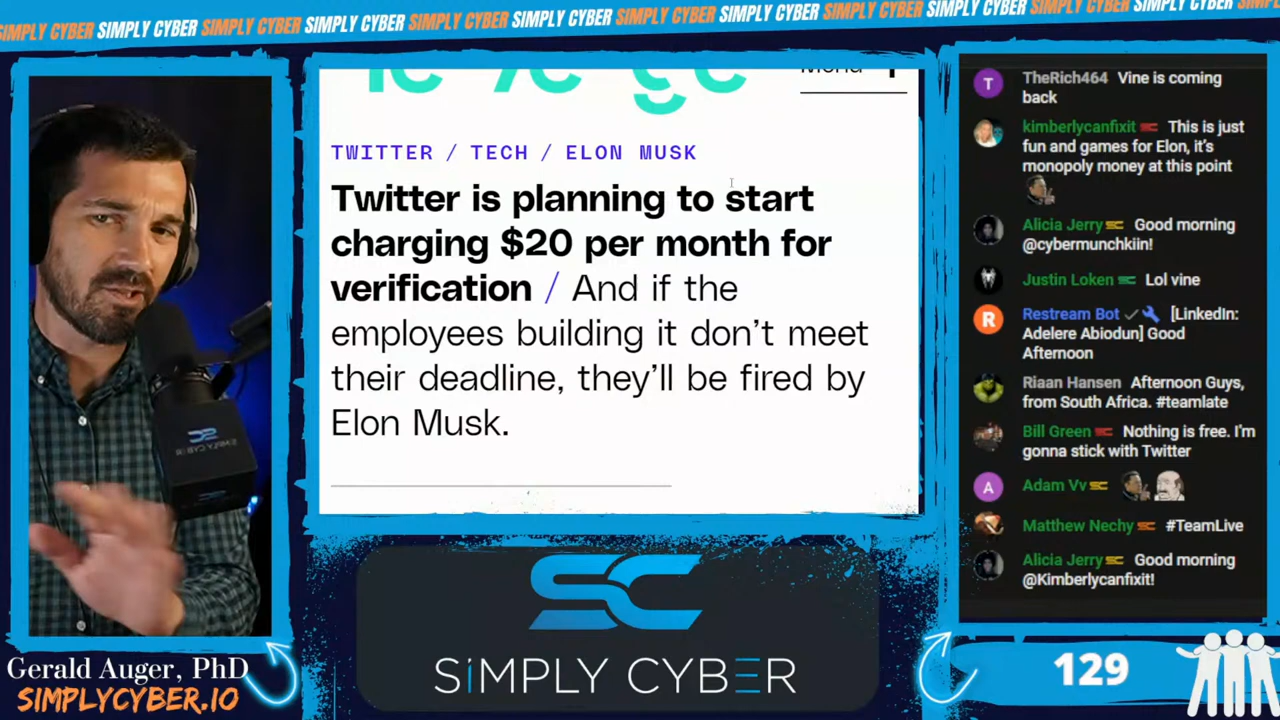 SIMPLY CYBER SIMPLY CYBER SIMPLY CYBER SIMPLY CYBER SIMPLY CYBER SIMPLY CYBER SIMPLY CYBER SIMPLY CYBER SIMPLY CYBER SIMPLY CYBER SIMPLY CYBER SIMPLY CYBER
TWITTER / TECH / ELON MUSK
Twitter is planning to start
charging $20 per month for
verification / And if the
employees building it don't meet
their deadline, they'll be fired by
Elon Musk.
SC
SiMPLY CYBER
Gerald Auger, PhD
SIMPLYCYBER.IO
T
TheRich464 Vine is coming
back
kimberlycanfixit This is just
fun and games for Elon, it's
monopoly money at this point
Alicia Jerry Good morning
@cybermunchkiin!
Justin Loken Lol vine
R
Restream Bot [LinkedIn:
Adelere Abiodun] Good
Afternoon
Riaan Hansen Afternoon Guys,
from South Africa. #teamlate
Bill Green Nothing is free. I'm
gonna stick with Twitter
A
Adam Vv
Matthew Nechy #TeamLive
Alicia Jerry Good morning
@Kimberlycanfixit!
129